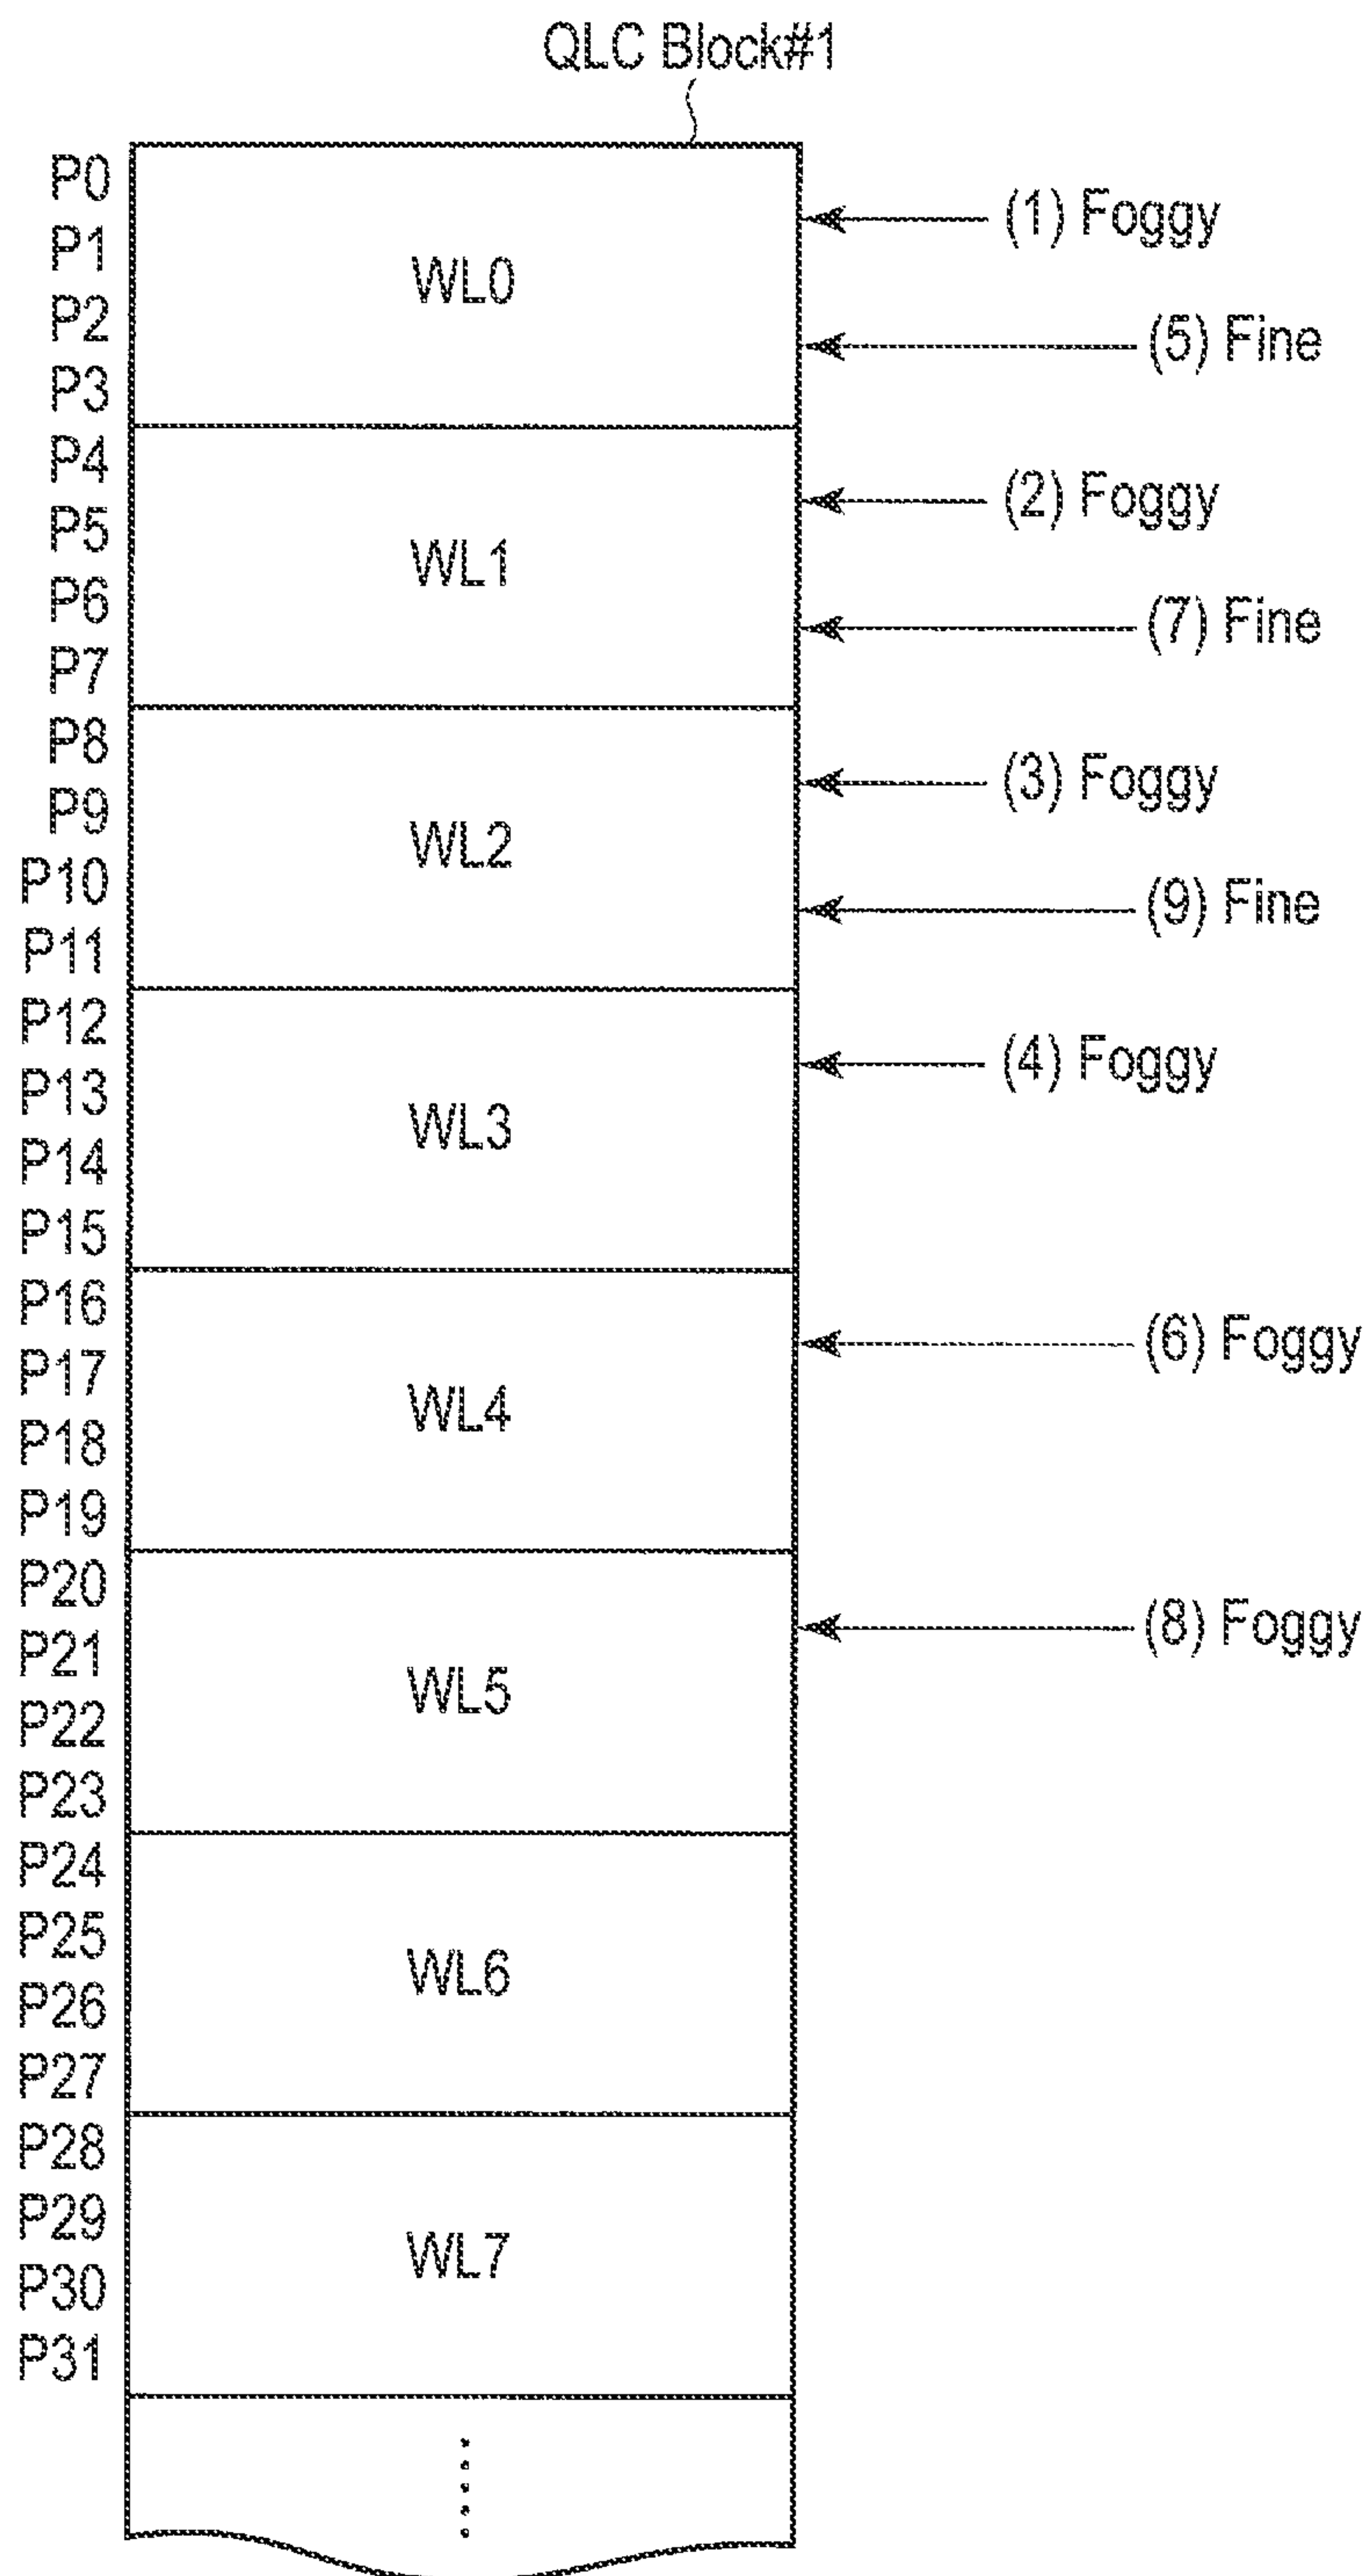 QLC Block#1
P0
(1) Foggy
P1
WL0
P2
(5) Fine
P3
P4
(2) Foggy
P5
WL1
P6
(7) Fine
P7
P8
(3) Foggy
P9
WL2
P10
(9) Fine
P11
P12
(4) Foggy
P13
WL3
P14
P15
P16
(6) Foggy
P17
WL4
P18
P19
P20
(8) Foggy
P21
WL5
P22
P23
P24
P25
WL6
P26
P27
P28
P29
WL7
P30
P31